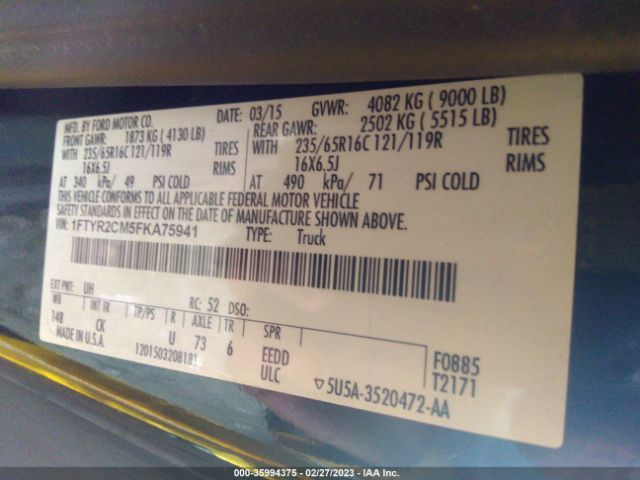 MFD. BY FORD MOTOR CO. DATE: 03/15 GVWR: 4082 KG ( 9000 LB)
FRONT GAWR: 1873 KG ( 4130 LB) REAR GAWR: 2502 KG ( 5515 LB)
WITH 235/65R16C 121/119R TIRES WITH 235/65R16C 121/119R TIRES
16X6.5J RIMS 16X6.5J RIMS
AT 340 kPa/ 49 PSI COLD AT 490 kPa/ 71 PSI COLD
THIS VEHICLE CONFORMS TO ALL APPLICABLE FEDERAL MOTOR VEHICLE
SAFETY STANDARDS IN EFFECT ON THE DATE OF MANUFACTURE SHOWN ABOVE.
VIN: 1FTYR2CM5FKA75941 TYPE: Truck
EXT PNT: UH RC: 52 DSO:
WB INT TR TP/PS R AXLE TR SPR
148 CK U 73 6 EEDD F0885
MADE IN U.S.A. 1201503208181 ULC T2171
▽5U5A-3520472-AA
000-35994375 - 02/27/2023 - IAA Inc.